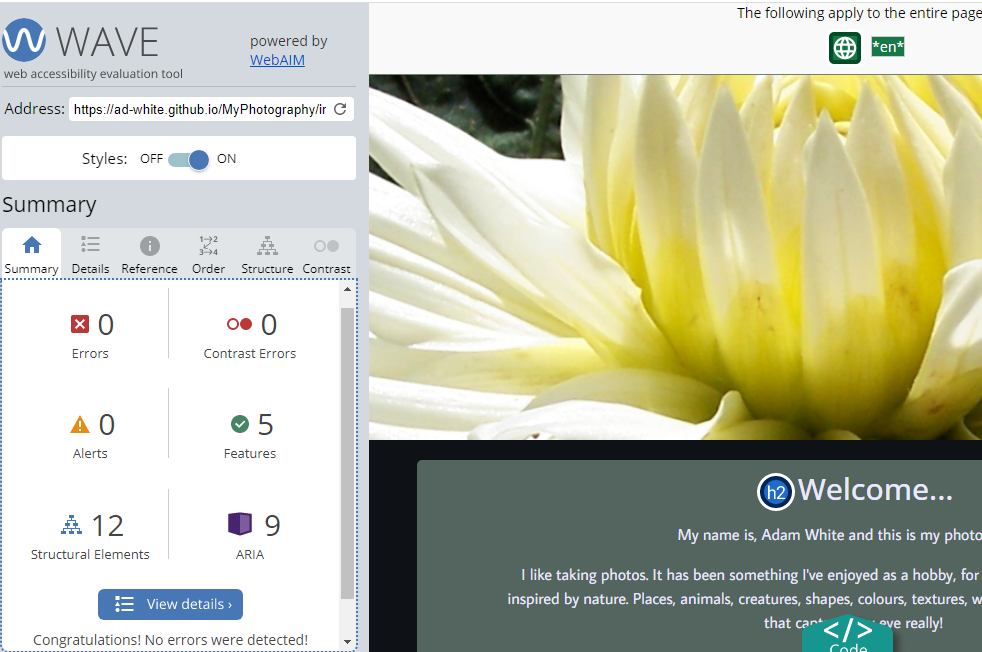 WAVE
powered by
WebAIM
web accessibility evaluation tool
Address: https://ad-white.github.io/MyPhotography/ir
Styles: OFF ON
Summary
Summary Details Reference Order Structure Contrast
0 Errors
0 Contrast Errors
0 Alerts
5 Features
12 Structural Elements
9 ARIA
View details ›
Congratulations! No errors were detected!
The following apply to the entire page
*en*
h2 Welcome...
My name is, Adam White and this is my photo
I like taking photos. It has been something I've enjoyed as a hobby, for
inspired by nature. Places, animals, creatures, shapes, colours, textures, w
that eye really!
</> Code